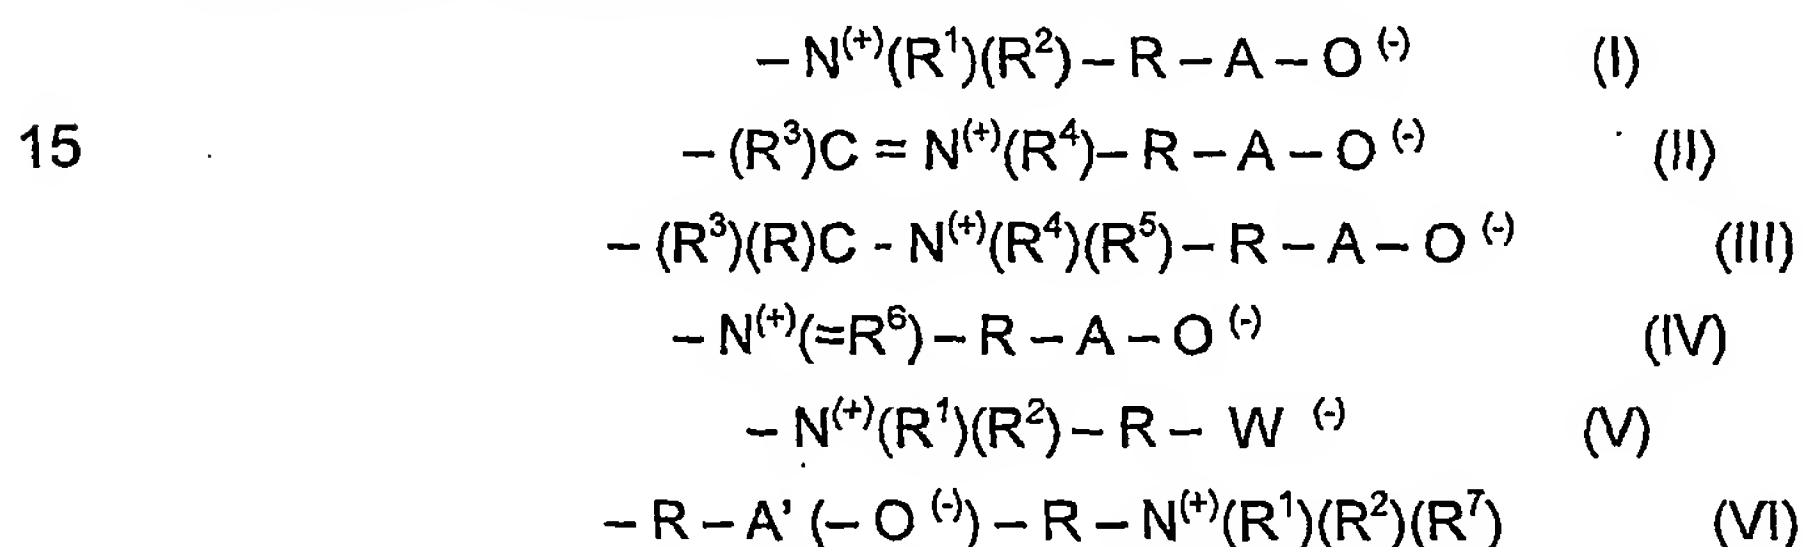 – N⁽⁺⁾(R¹)(R²) – R – A – O ⁽⁻⁾ (I)
15 – (R³)C = N⁽⁺⁾(R⁴)– R – A – O ⁽⁻⁾ (II)
– (R³)(R)C - N⁽⁺⁾(R⁴)(R⁵) – R – A – O ⁽⁻⁾ (III)
– N⁽⁺⁾(=R⁶) – R – A – O ⁽⁻⁾ (IV)
– N⁽⁺⁾(R¹)(R²) – R – W ⁽⁻⁾ (V)
– R – A' (– O ⁽⁻⁾) – R – N⁽⁺⁾(R¹)(R²)(R⁷) (VI)